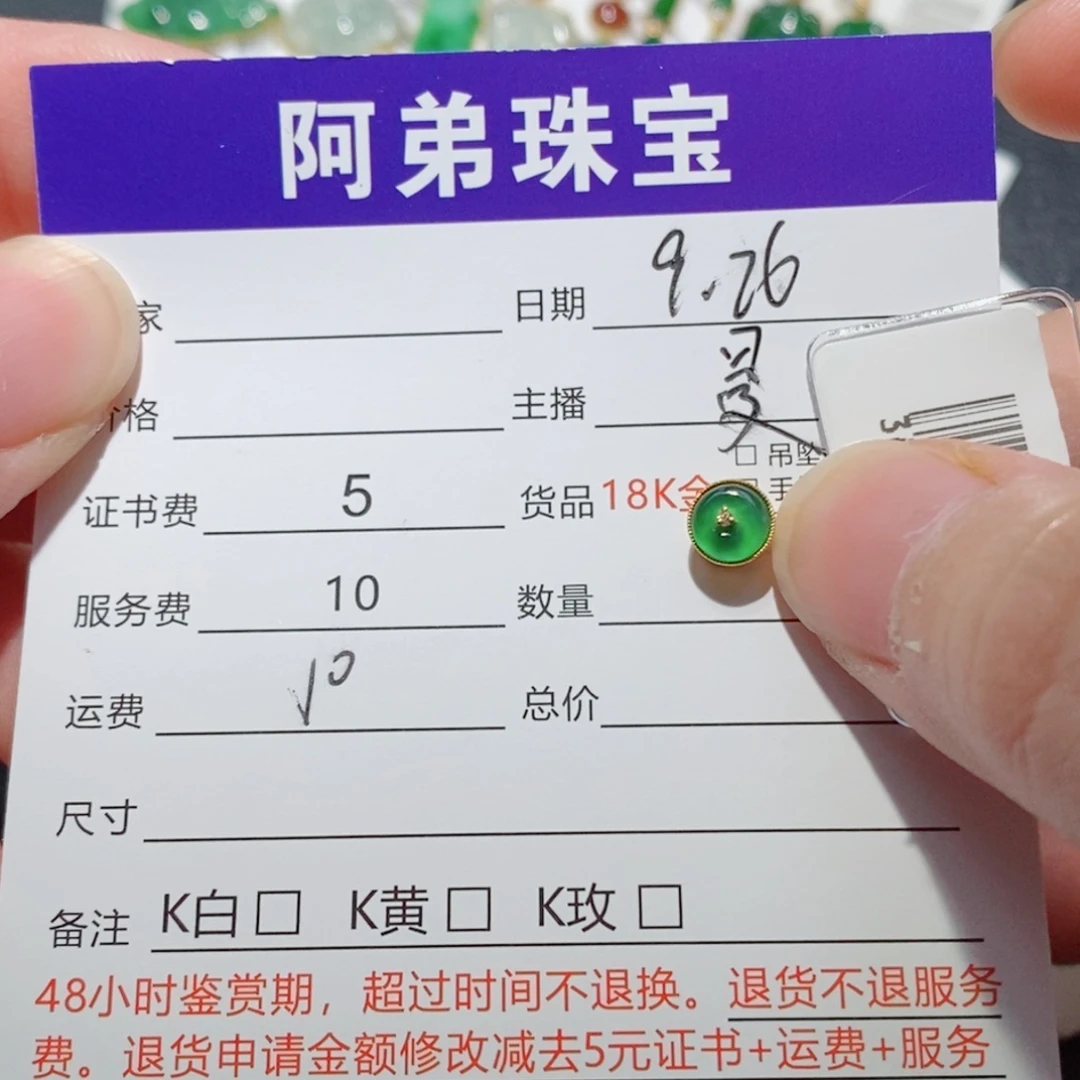 阿弟珠宝
家 日期 9.26
价格 主播
证书费 5 货品 18K金 □ 吊坠
服务费 10 数量
运费 10 总价
尺寸
备注 K白 □ K黄 □ K玫 □
48小时鉴赏期，超过时间不退换。退货不退服务
费。退货申请金额修改减去5元证书+运费+服务